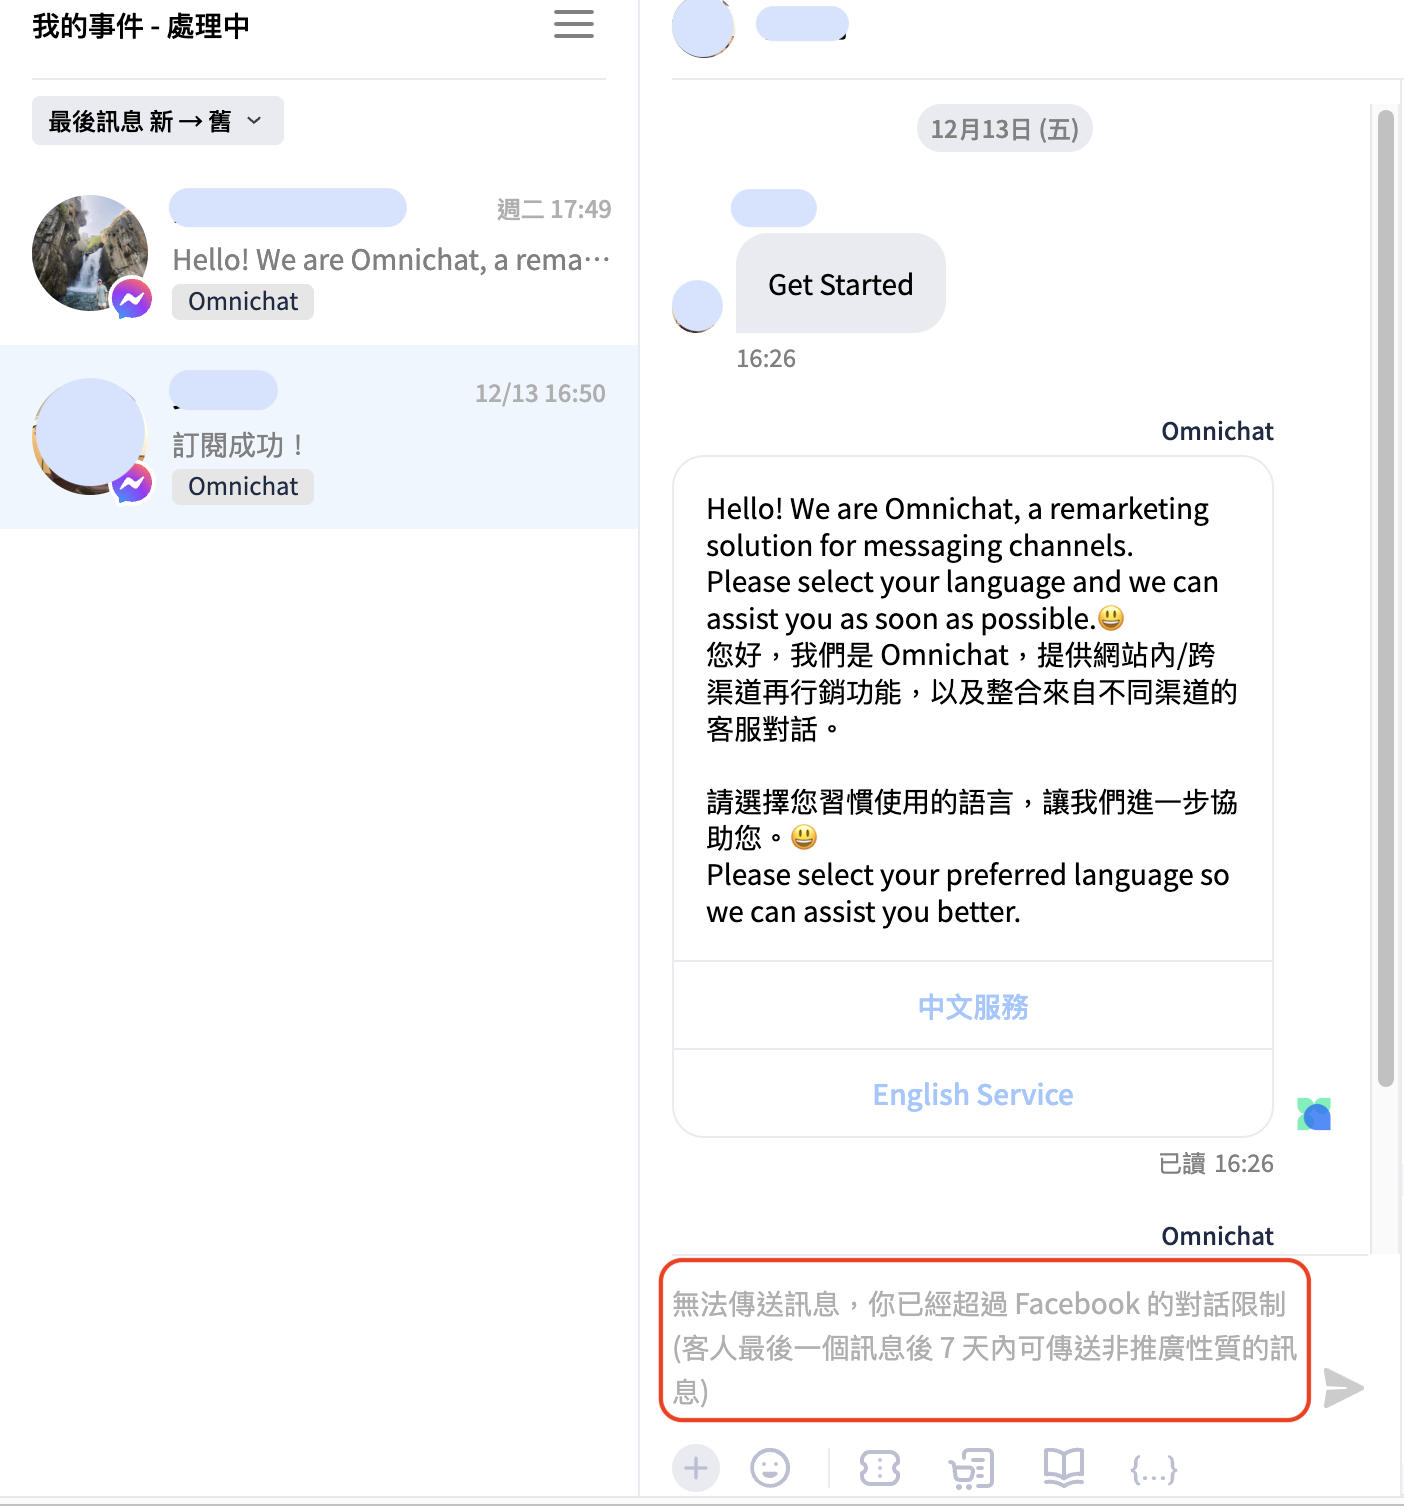 我的事件 - 處理中
最後訊息 新 → 舊
週二 17:49
Hello! We are Omnichat, a rema···
Omnichat
12/13 16:50
訂閱成功！
Omnichat
12月13日 (五)
Get Started
16:26
Omnichat
Hello! We are Omnichat, a remarketing
solution for messaging channels.
Please select your language and we can
assist you as soon as possible.😃
您好，我們是 Omnichat，提供網站內/跨
渠道再行銷功能，以及整合來自不同渠道的
客服對話。
請選擇您習慣使用的語言，讓我們進一步協
助您。😃
Please select your preferred language so
we can assist you better.
中文服務
English Service
已讀 16:26
Omnichat
無法傳送訊息，你已經超過 Facebook 的對話限制
(客人最後一個訊息後 7 天內可傳送非推廣性質的訊
息)
{...}